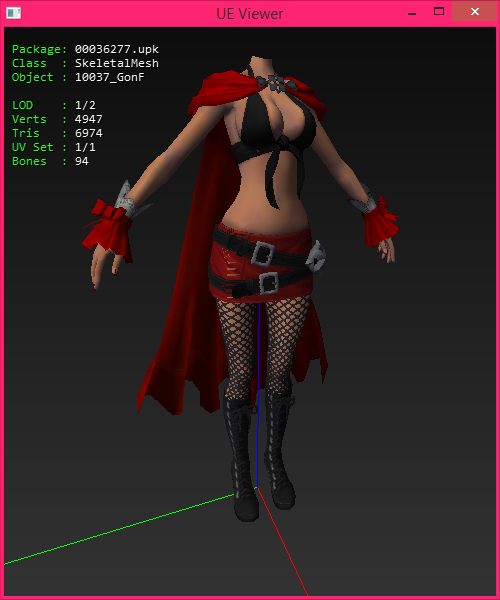 UE Viewer
Package: 00036277.upk
Class : SkeletalMesh
Object : 10037_GonF
LOD : 1/2
Verts : 4947
Tris : 6974
UV Set : 1/1
Bones : 94